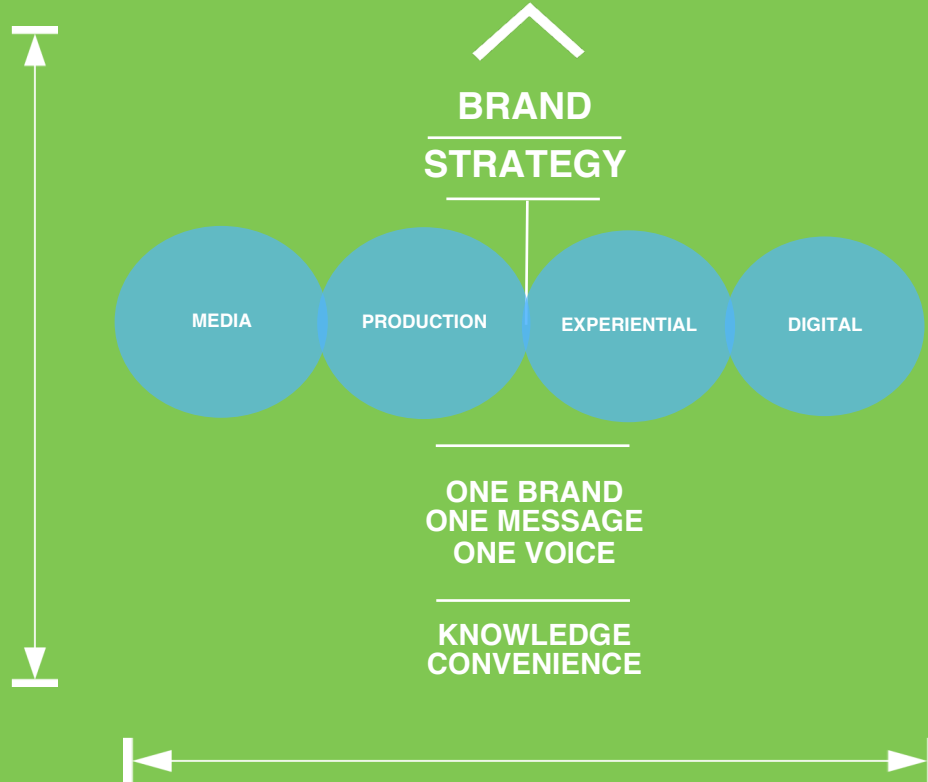 BRAND
STRATEGY
MEDIA
PRODUCTION
EXPERIENTIAL
DIGITAL
ONE BRAND
ONE MESSAGE
ONE VOICE
KNOWLEDGE
CONVENIENCE